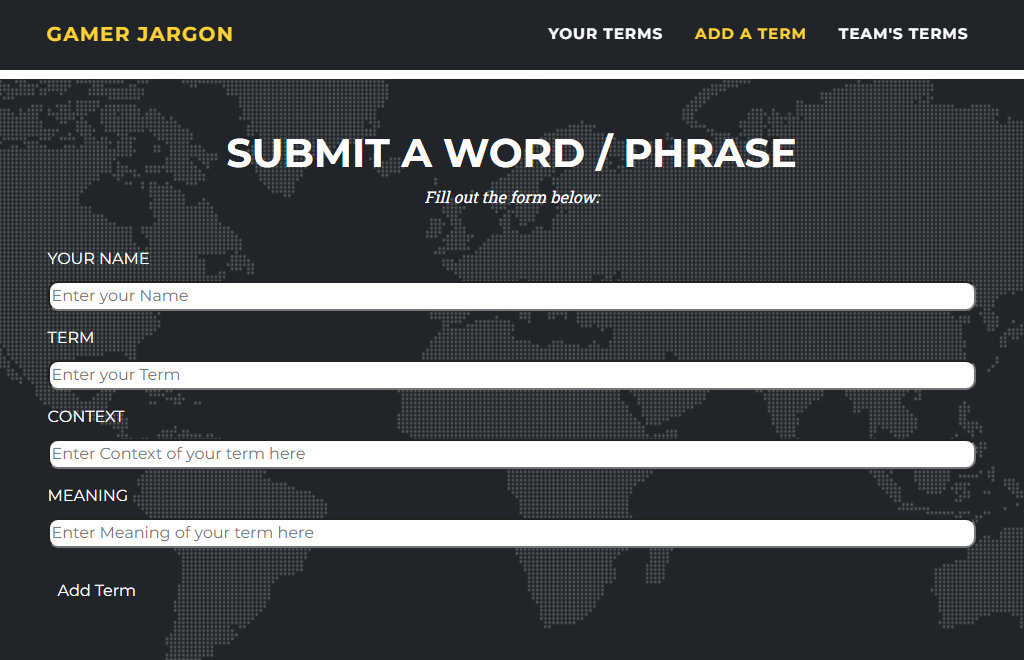 GAMER JARGON
YOUR TERMS ADD A TERM TEAM'S TERMS
SUBMIT A WORD / PHRASE
Fill out the form below:
YOUR NAME
Enter your Name
TERM
Enter your Term
CONTEXT
Enter Context of your term here
MEANING
Enter Meaning of your term here
Add Term